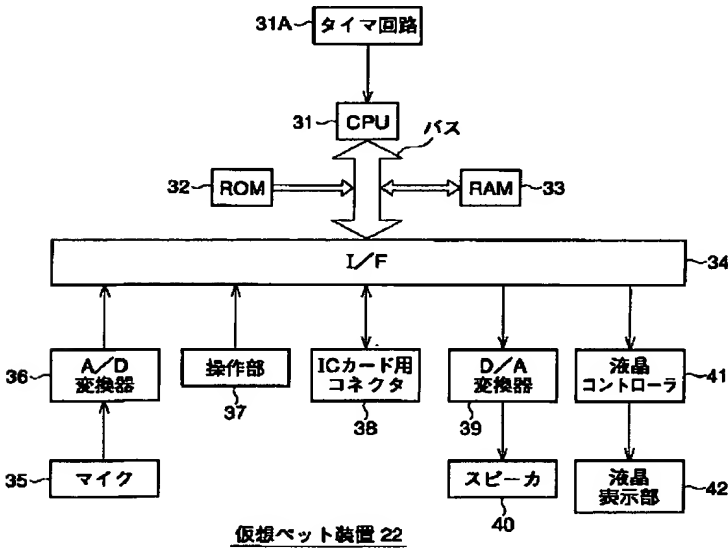 31A タイマ回路
31 CPU
バス
32 ROM
RAM 33
I／F 34
36 A／D
変換器
操作部
37
ICカード用
コネクタ
38
D／A
変換器
39
液晶
コントローラ 41
35 マイク
スピーカ
40
液晶
表示部 42
仮想ペット装置 22